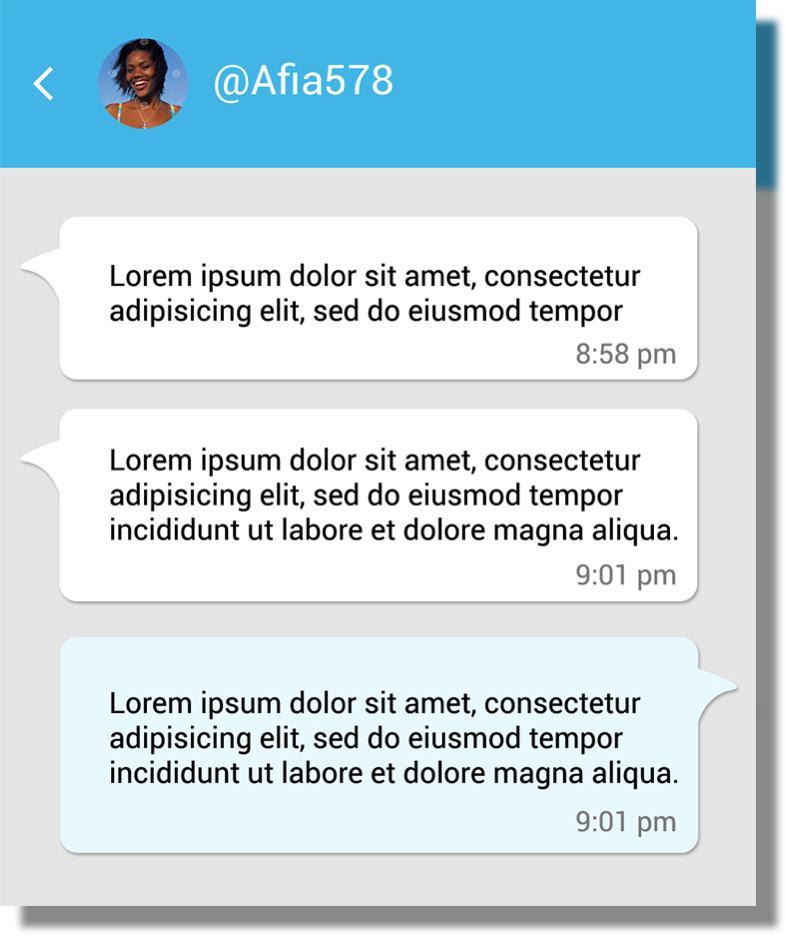 @Afia578
Lorem ipsum dolor sit amet, consectetur
adipisicing elit, sed do eiusmod tempor
8:58 pm
Lorem ipsum dolor sit amet, consectetur
adipisicing elit, sed do eiusmod tempor
incididunt ut labore et dolore magna aliqua.
9:01 pm
Lorem ipsum dolor sit amet, consectetur
adipisicing elit, sed do eiusmod tempor
incididunt ut labore et dolore magna aliqua.
9:01 pm